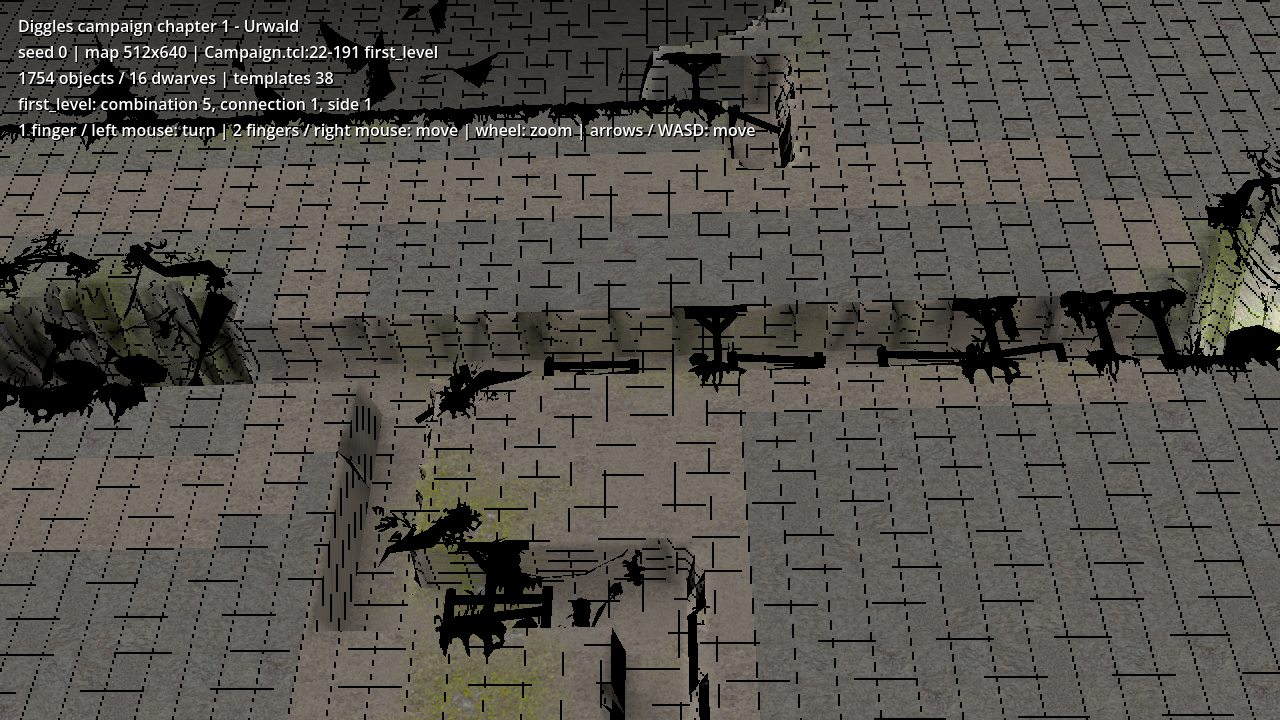 Diggles campaign chapter 1 - Urwald
seed 0 | map 512x640 | Campaign.tcl:22-191 first_level
1754 objects / 16 dwarves | templates 38
first_level: combination 5, connection 1, side 1
1 finger / left mouse: turn | 2 fingers / right mouse: move | wheel: zoom | arrows / WASD: move